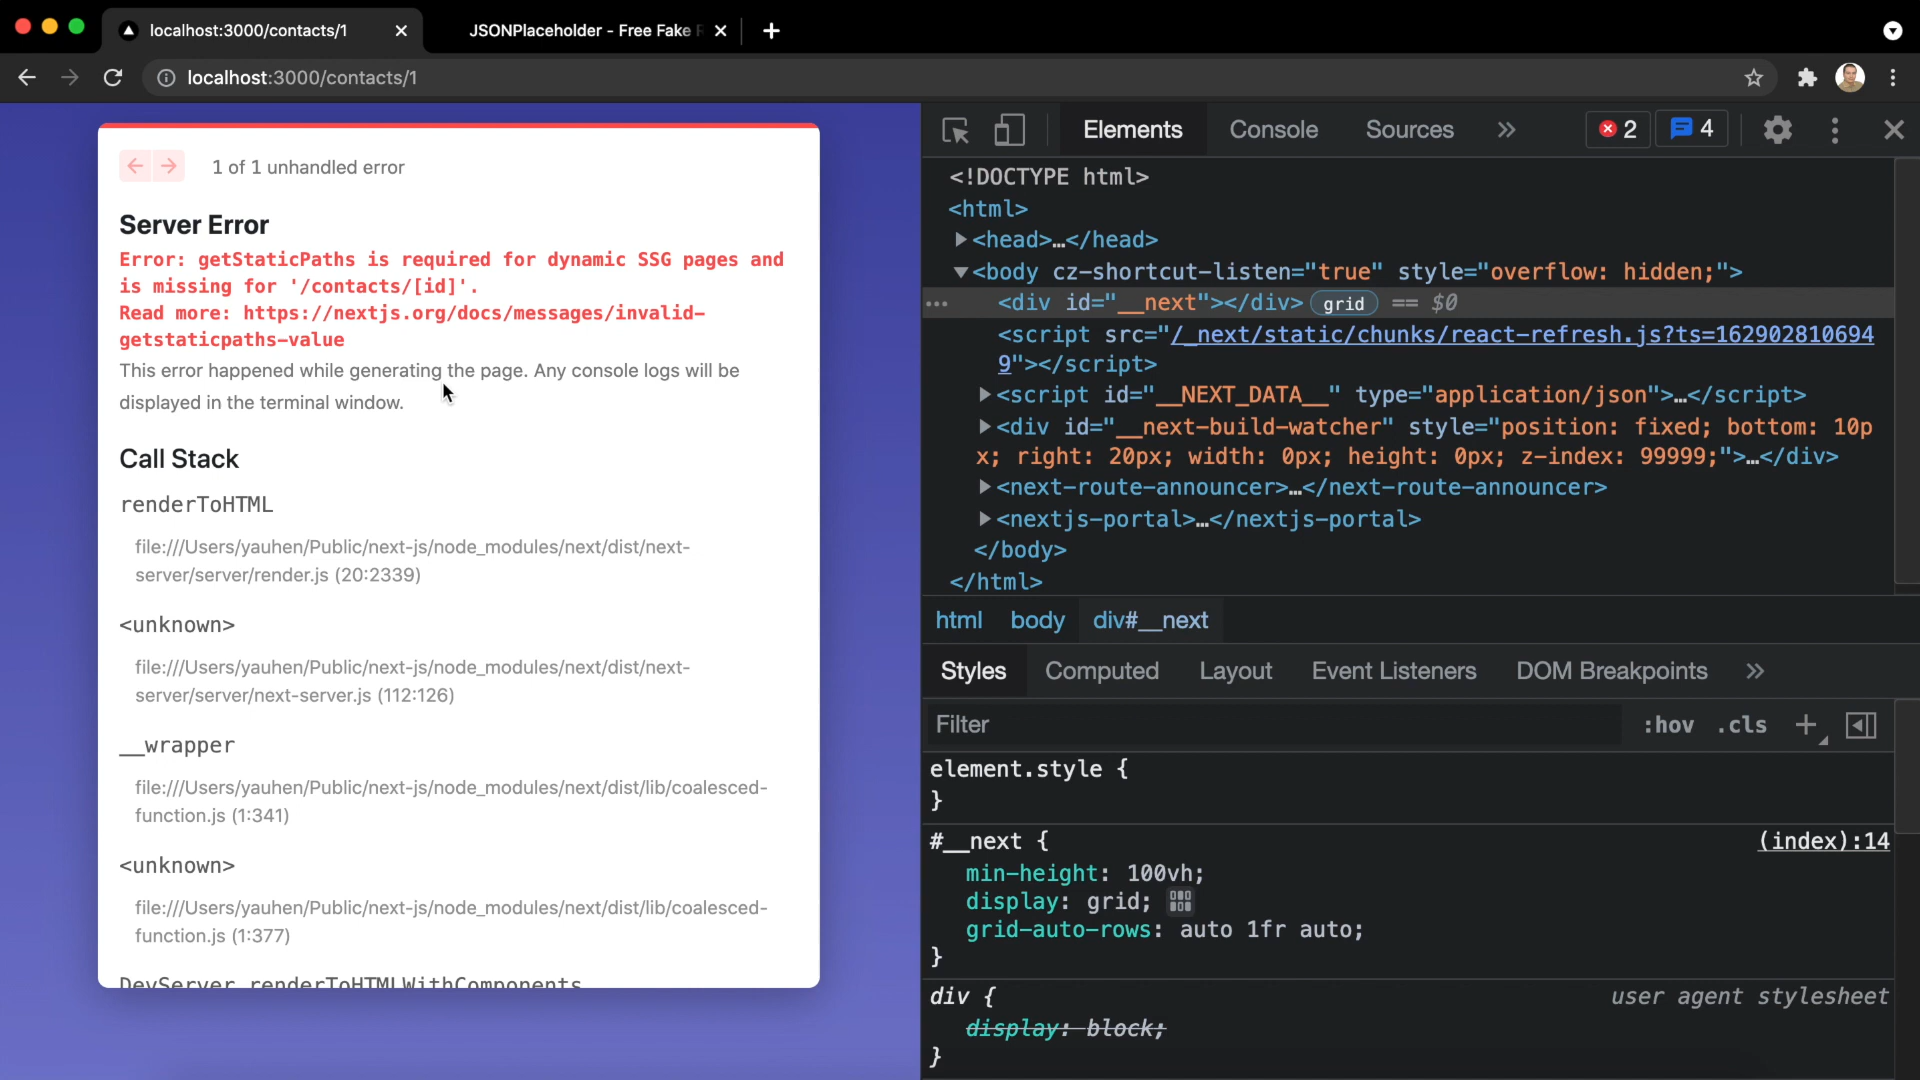 localhost:3000/contacts/1
JSONPlaceholder - Free Fake
localhost:3000/contacts/1
1 of 1 unhandled error
Server Error
Error: getStaticPaths is required for dynamic SSG pages and
is missing for '/contacts/[id]'.
Read more: https://nextjs.org/docs/messages/invalid-
getstaticpaths-value
This error happened while generating the page. Any console logs will be
displayed in the terminal window.
Call Stack
renderToHTML
file:///Users/yauhen/Public/next-js/node_modules/next/dist/next-
server/server/render.js (20:2339)
<unknown>
file:///Users/yauhen/Public/next-js/node_modules/next/dist/next-
server/server/next-server.js (112:126)
__wrapper
file:///Users/yauhen/Public/next-js/node_modules/next/dist/lib/coalesced-
function.js (1:341)
<unknown>
file:///Users/yauhen/Public/next-js/node_modules/next/dist/lib/coalesced-
function.js (1:377)
DevServer.renderToHTMLWithComponents
Elements Console Sources » 2 4
<!DOCTYPE html>
<html>
<head>…</head>
<body cz-shortcut-listen="true" style="overflow: hidden;">
<div id="__next"></div> grid == $0
<script src="/_next/static/chunks/react-refresh.js?ts=162902810694
9"></script>
<script id="__NEXT_DATA__" type="application/json">…</script>
<div id="__next-build-watcher" style="position: fixed; bottom: 10p
x; right: 20px; width: 0px; height: 0px; z-index: 99999;">…</div>
<next-route-announcer>…</next-route-announcer>
<nextjs-portal>…</nextjs-portal>
</body>
</html>
html body div#__next
Styles Computed Layout Event Listeners DOM Breakpoints »
Filter :hov .cls +
element.style {
}
#__next { (index):14
min-height: 100vh;
display: grid;
grid-auto-rows: auto 1fr auto;
}
div { user agent stylesheet
display: block;
}